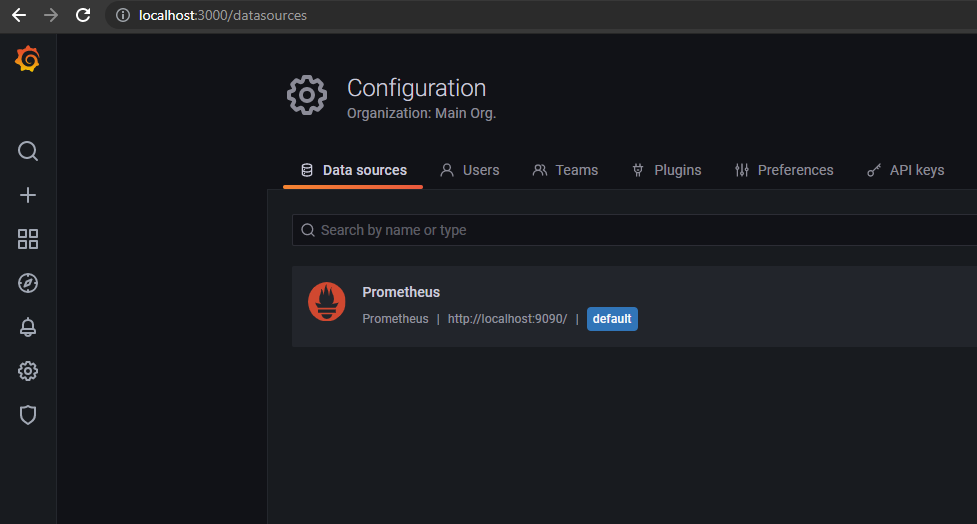 localhost:3000/datasources
Configuration
Organization: Main Org.
Data sources Users Teams Plugins Preferences API keys
Search by name or type
Prometheus
Prometheus | http://localhost:9090/ | default